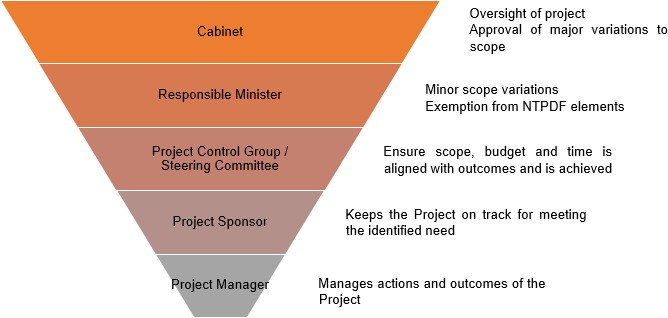 Cabinet
Oversight of project
Approval of major variations to
scope
Responsible Minister
Minor scope variations
Exemption from NTPDF elements
Project Control Group /
Steering Committee
Ensure scope, budget and time is
aligned with outcomes and is achieved
Project Sponsor
Keeps the Project on track for meeting
the identified need
Project Manager
Manages actions and outcomes of the
Project